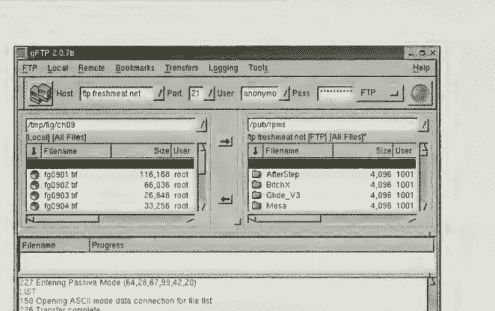 gFTP 2.0.7b
FTP Local Remote Bookmarks Transfers Logging Tools Help
Host ftp.freshmeat.net Port 21 User anonymo Pass ********** FTP
/tmp/fig/ch09 /pub/rpms
[Local] [All Files] ftp.freshmeat.net [FTP] [All Files]*
Filename Size User Filename Size User
fg0901.tif 116,168 root AfterStep 4,096 1001
fg0902.tif 66,036 root BitchX 4,096 1001
fg0903.tif 26,848 root Glide_V3 4,096 1001
fg0904.tif 33,256 root Mesa 4,096 1001
Filename Progress
227 Entering Passive Mode (64,28,67,99,42,20)
LIST
150 Opening ASCII mode data connection for file list
226 Transfer complete.